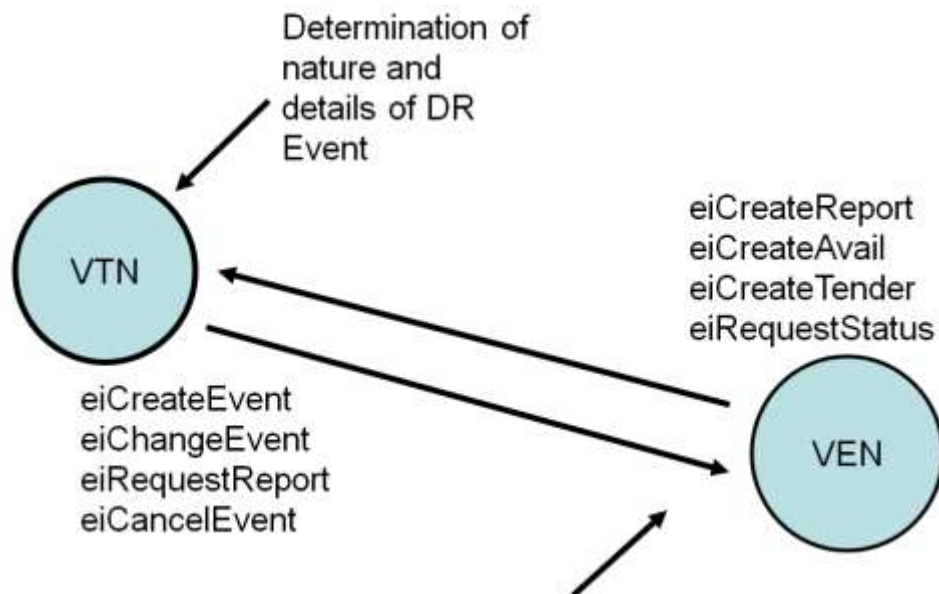 Determination of
nature and
details of DR
Event
VTN
eiCreateReport
eiCreateAvail
eiCreateTender
eiRequestStatus
eiCreateEvent
eiChangeEvent
eiRequestReport
eiCancelEvent
VEN